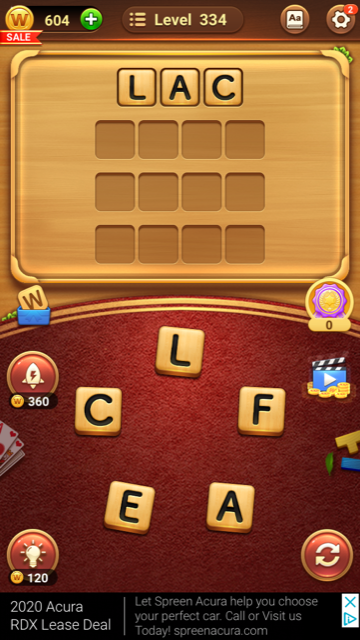 W 604 + Level 334 Aa 2
SALE
LAC
W
0
L
C F
E A
W 360
W 120
2020 Acura
RDX Lease Deal
Let Spreen Acura help you choose
your perfect car. Call or Visit us
Today! spreenacura.com